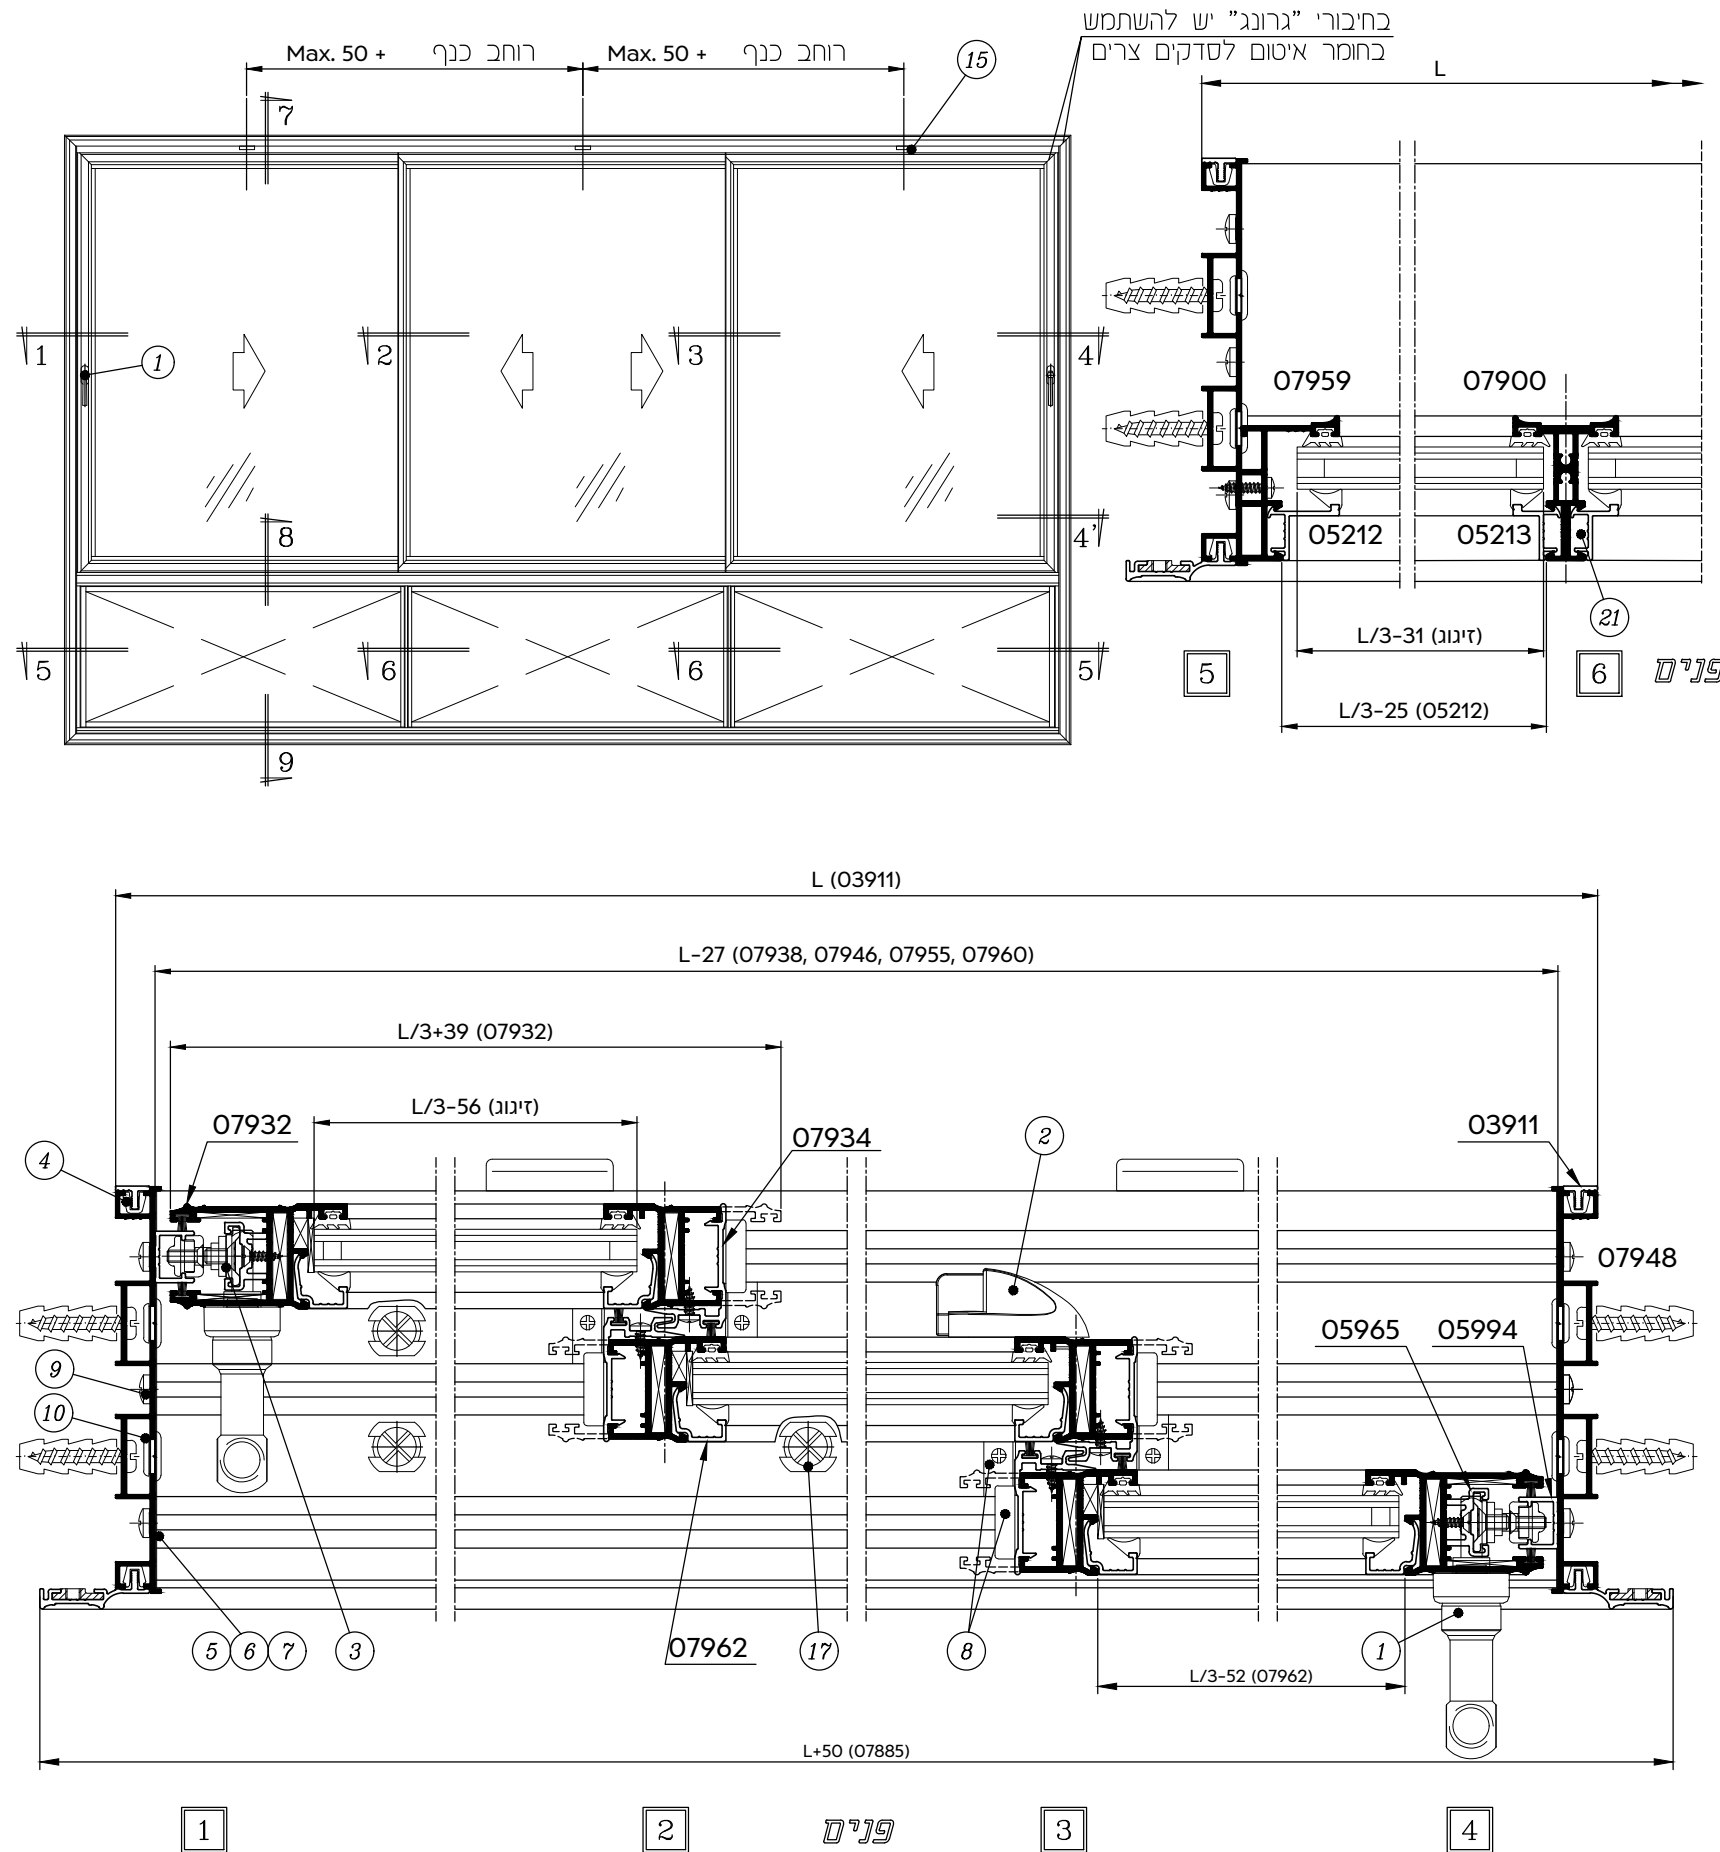 בחיבורי "גרונג" יש להשתמש
בחומר איטום לסדקים צרים
Max. 50 + רוחב כנף
Max. 50 + רוחב כנף
15
L
7
1
1
2
3
4
07959
07900
8
4'
05212
05213
21
L/3-31 (זיגוג)
5
6
6
5
5
6
פנים
L/3-25 (05212)
9
L (03911)
L-27 (07938, 07946, 07955, 07960)
L/3+39 (07932)
L/3-56 (זיגוג)
07932
07934
2
03911
4
07948
05965
05994
9
10
5
6
7
3
07962
17
8
1
L/3-52 (07962)
L+50 (07885)
1
2
פנים
3
4